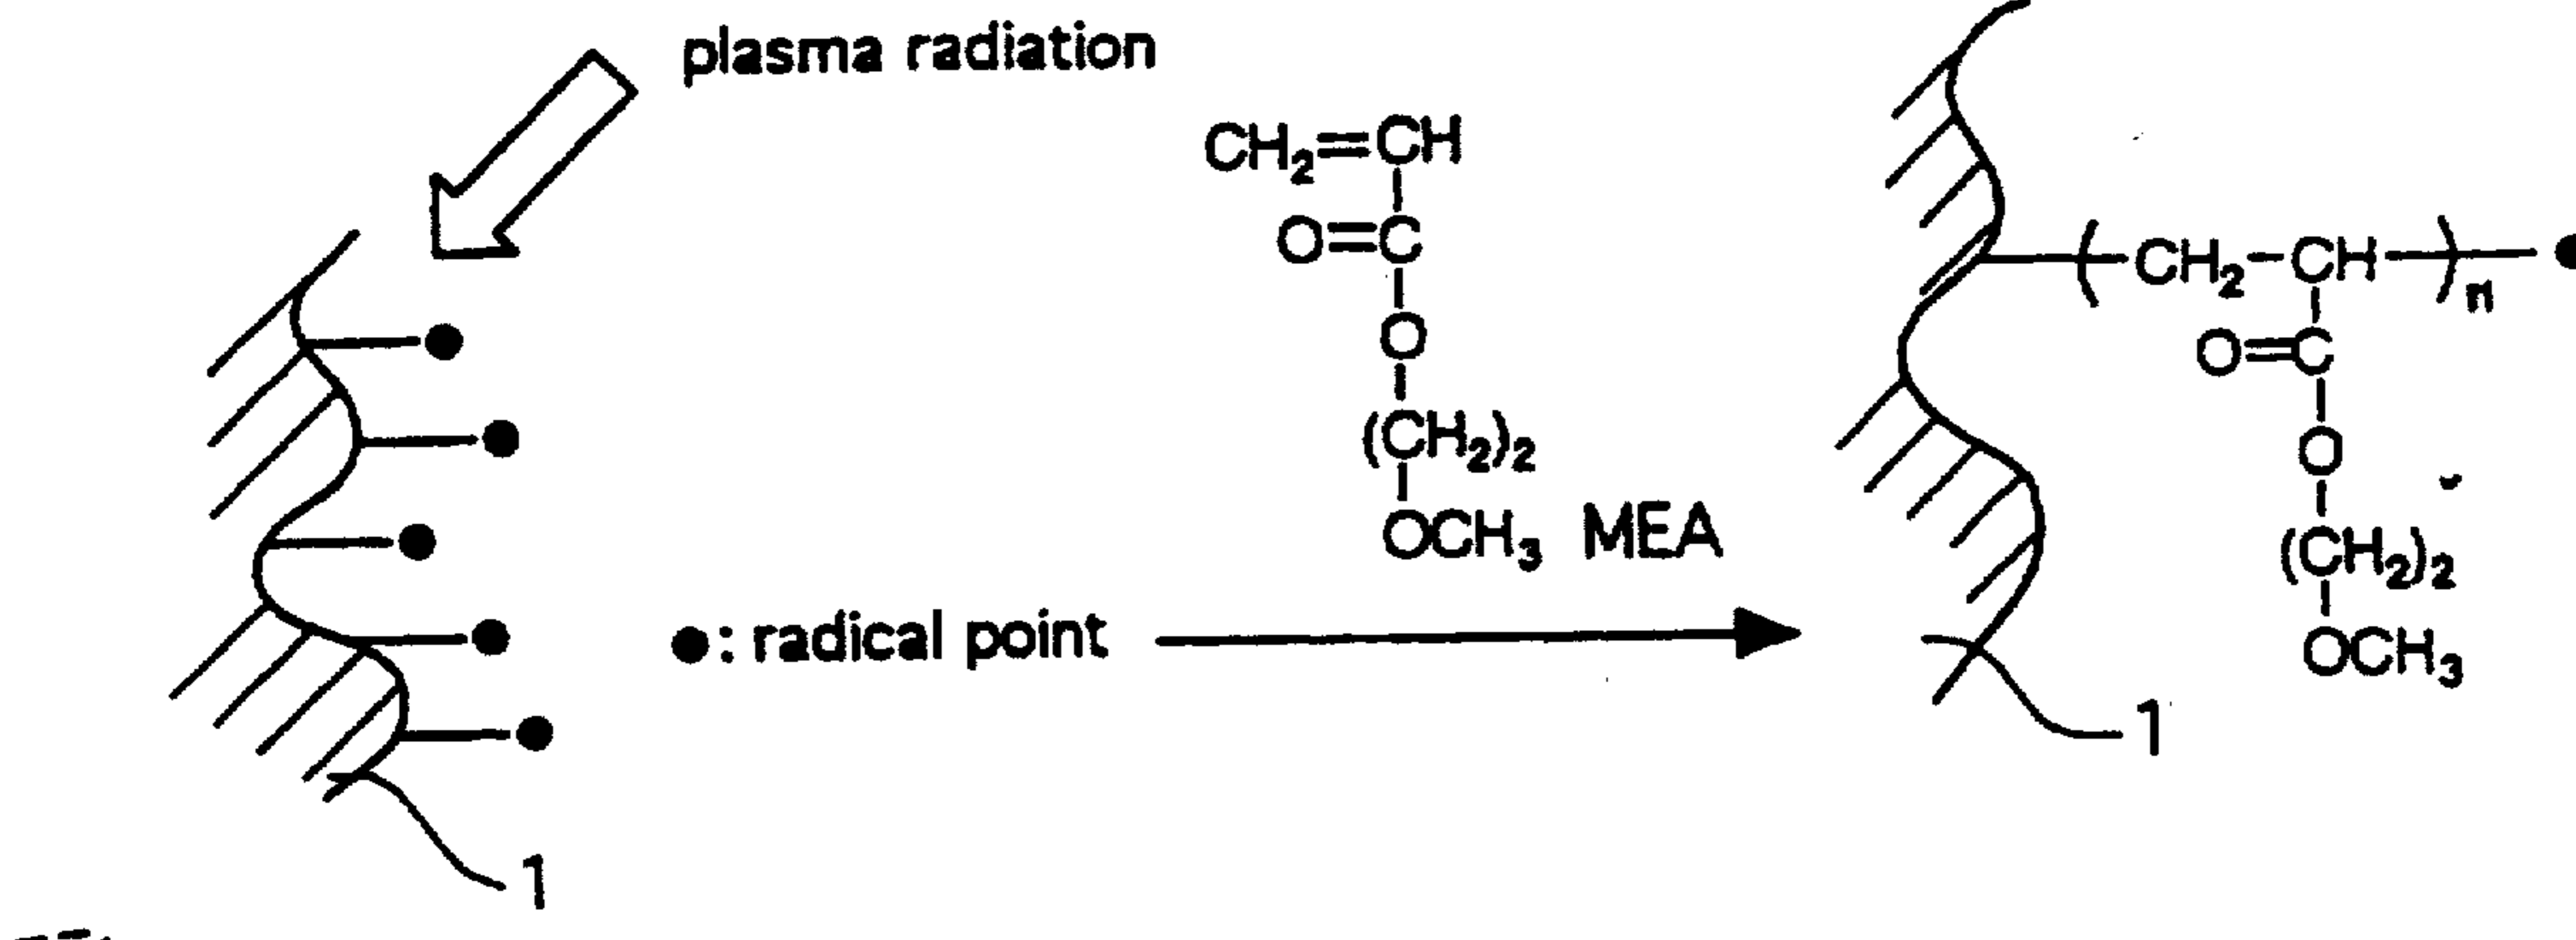 plasma radiation
CH2=CH
O=C
O
(CH2)2
OCH3 MEA
●: radical point
1
( CH2-CH )n ●
O=C
O
(CH2)2
OCH3
1